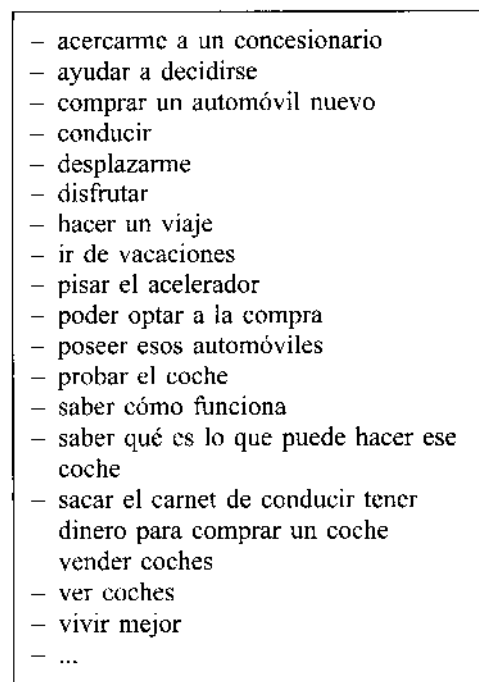 – acercarme a un concesionario
– ayudar a decidirse
– comprar un automóvil nuevo
– conducir
– desplazarme
– disfrutar
– hacer un viaje
– ir de vacaciones
– pisar el acelerador
– poder optar a la compra
– poseer esos automóviles
– probar el coche
– saber cómo funciona
– saber qué es lo que puede hacer ese
coche
– sacar el carnet de conducir tener
dinero para comprar un coche
vender coches
– ver coches
– vivir mejor
– ...